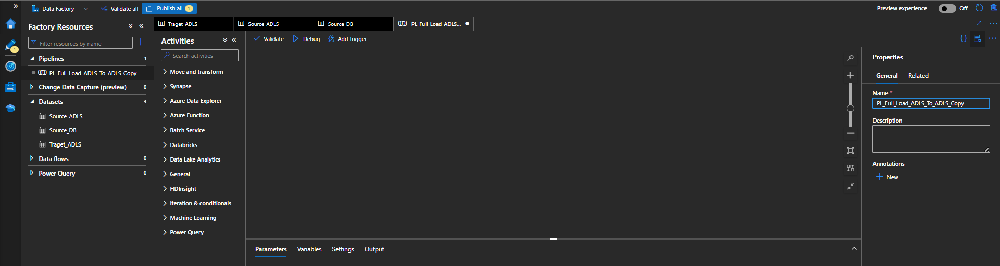 Data Factory
Validate all
Publish all 1
Preview experience
Off
Factory Resources
Filter resources by name
Pipelines 1
PL_Full_Load_ADLS_To_ADLS_Copy
Change Data Capture (preview) 0
Datasets 3
Source_ADLS
Source_DB
Traget_ADLS
Data flows 0
Power Query 0
1
Traget_ADLS
Source_ADLS
Source_DB
PL_Full_Load_ADLS...
Activities
Search activities
Move and transform
Synapse
Azure Data Explorer
Azure Function
Batch Service
Databricks
Data Lake Analytics
General
HDInsight
Iteration & conditionals
Machine Learning
Power Query
Validate
Debug
Add trigger
{}
Parameters
Variables
Settings
Output
Properties
General
Related
Name *
PL_Full_Load_ADLS_To_ADLS_Copy
Description
Annotations
New